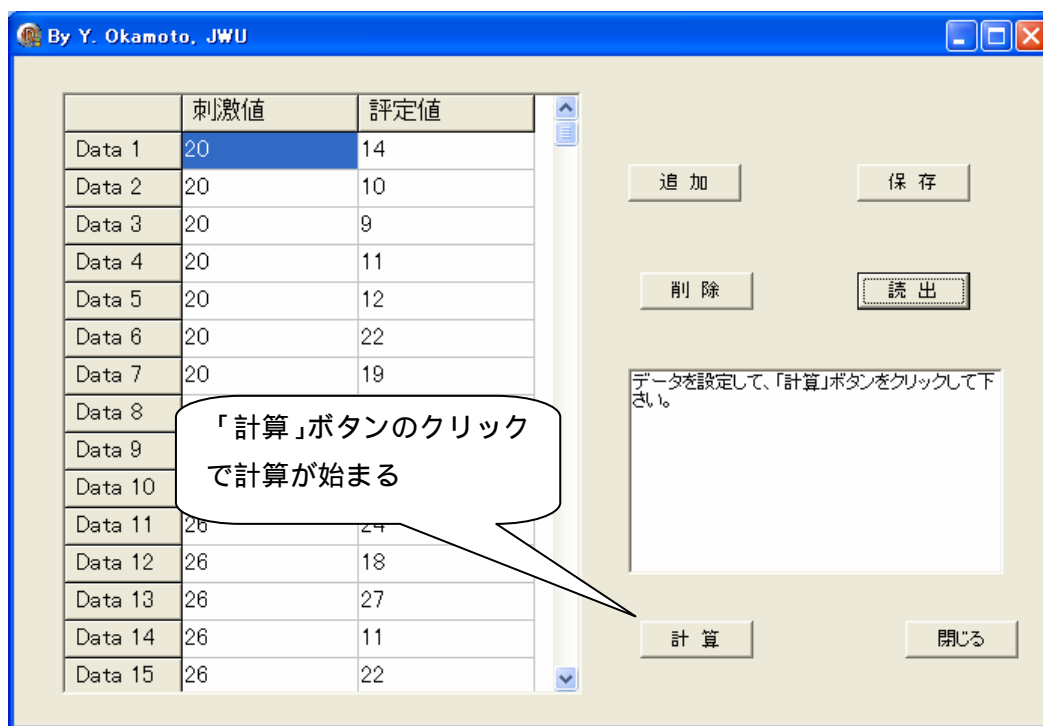 By Y. Okamoto, JWU
刺激値 評定値
Data 1 20 14
Data 2 20 10
Data 3 20 9
Data 4 20 11
Data 5 20 12
Data 6 20 22
Data 7 20 19
Data 8
Data 9
Data 10
Data 11 26 24
Data 12 26 18
Data 13 26 27
Data 14 26 11
Data 15 26 22
「計算」ボタンのクリック
で計算が始まる
追 加
保 存
削 除
読 出
データを設定して、「計算」ボタンをクリックして下
さい。
計 算
閉じる